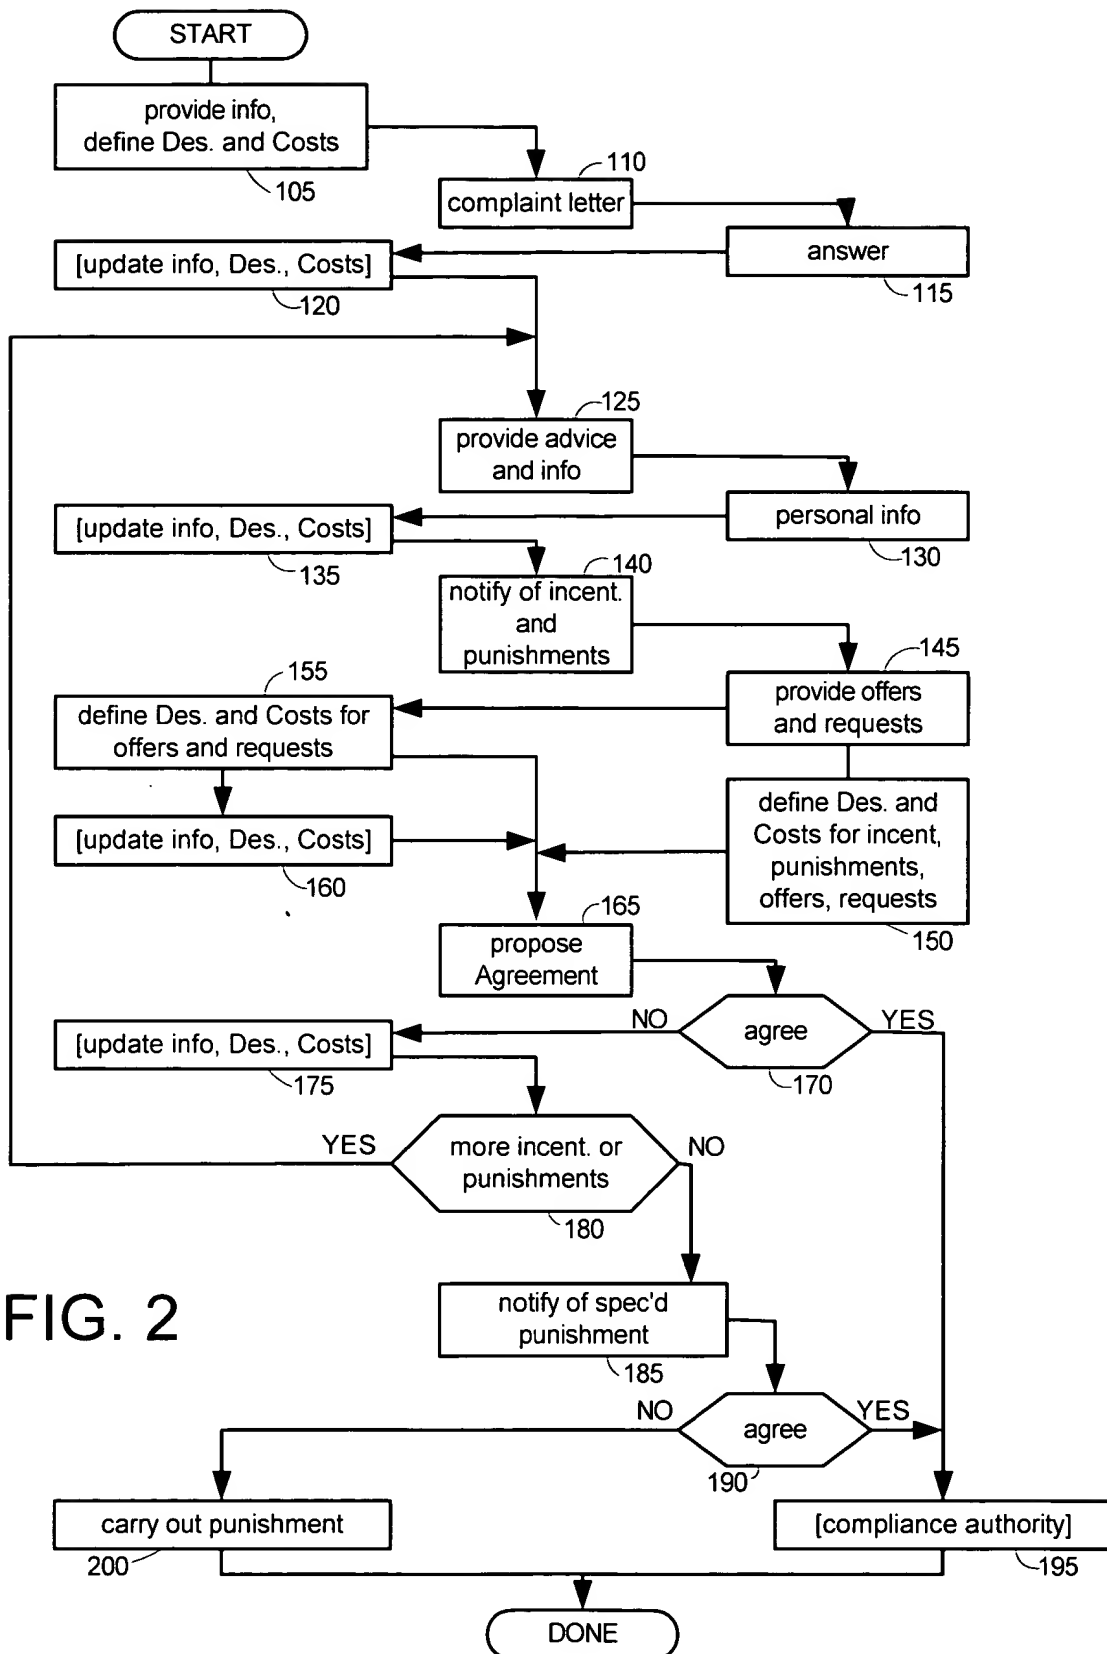 START
provide info,
define Des. and Costs
105
110
complaint letter
answer
115
[update info, Des., Costs]
120
125
provide advice
and info
personal info
130
[update info, Des., Costs]
135
140
notify of incent.
and
punishments
145
provide offers
and requests
155
define Des. and Costs for
offers and requests
define Des. and
Costs for incent,
punishments,
offers, requests
150
[update info, Des., Costs]
160
165
propose
Agreement
NO
agree
YES
170
[update info, Des., Costs]
175
YES
more incent. or
punishments
NO
180
FIG. 2
notify of spec'd
punishment
185
NO
agree
YES
190
carry out punishment
200
[compliance authority]
195
DONE